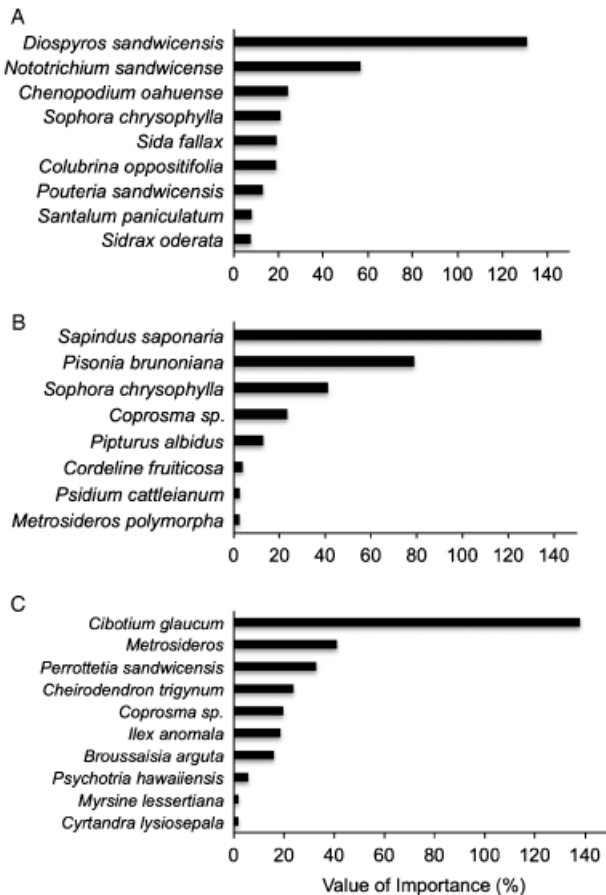 A
Diospyros sandwicensis
Nototrichium sandwicense
Chenopodium oahuense
Sophora chrysophylla
Sida fallax
Colubrina oppositifolia
Pouteria sandwicensis
Santalum paniculatum
Sidrax oderata
0 20 40 60 80 100 120 140
B
Sapindus saponaria
Pisonia brunoniana
Sophora chrysophylla
Coprosma sp.
Pipturus albidus
Cordeline fruiticosa
Psidium cattleianum
Metrosideros polymorpha
0 20 40 60 80 100 120 140
C
Cibotium glaucum
Metrosideros
Perrottetia sandwicensis
Cheirodendron trigynum
Coprosma sp.
Ilex anomala
Broussaisia arguta
Psychotria hawaiiensis
Myrsine lessertiana
Cyrtandra lysiosepala
0 20 40 60 80 100 120 140
Value of Importance (%)